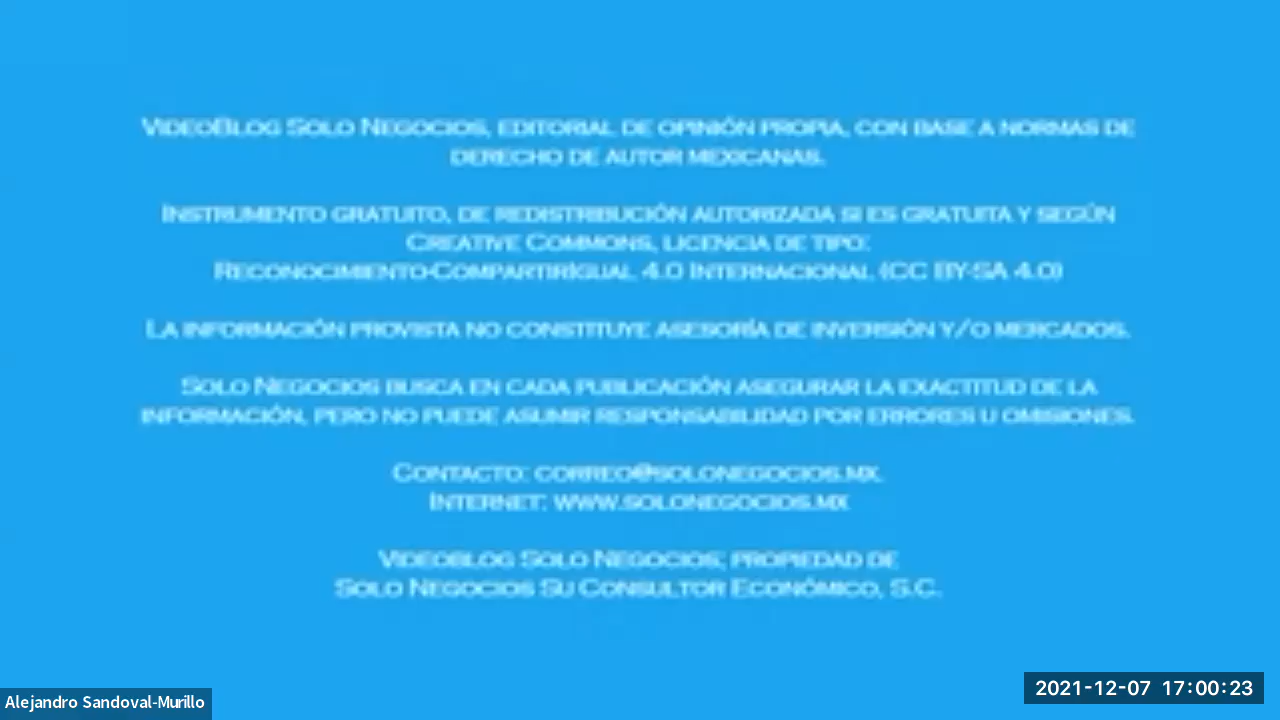 VideoBlog Solo Negocios, editorial de opinión propia, con base a normas de
derecho de autor mexicanas.
Instrumento gratuito, de redistribución autorizada si es gratuita y según
Creative Commons, licencia de tipo:
Reconocimiento-CompartirIgual 4.0 Internacional (CC BY-SA 4.0)
La información provista no constituye asesoría de inversión y/o mercados.
Solo Negocios busca en cada publicación asegurar la exactitud de la
información, pero no puede asumir responsabilidad por errores u omisiones.
Contacto: correo@solonegocios.mx.
Internet: www.solonegocios.mx
Videoblog Solo Negocios; propiedad de
Solo Negocios Su Consultor Económico, S.C.
Alejandro Sandoval-Murillo
2021-12-07 17:00:23